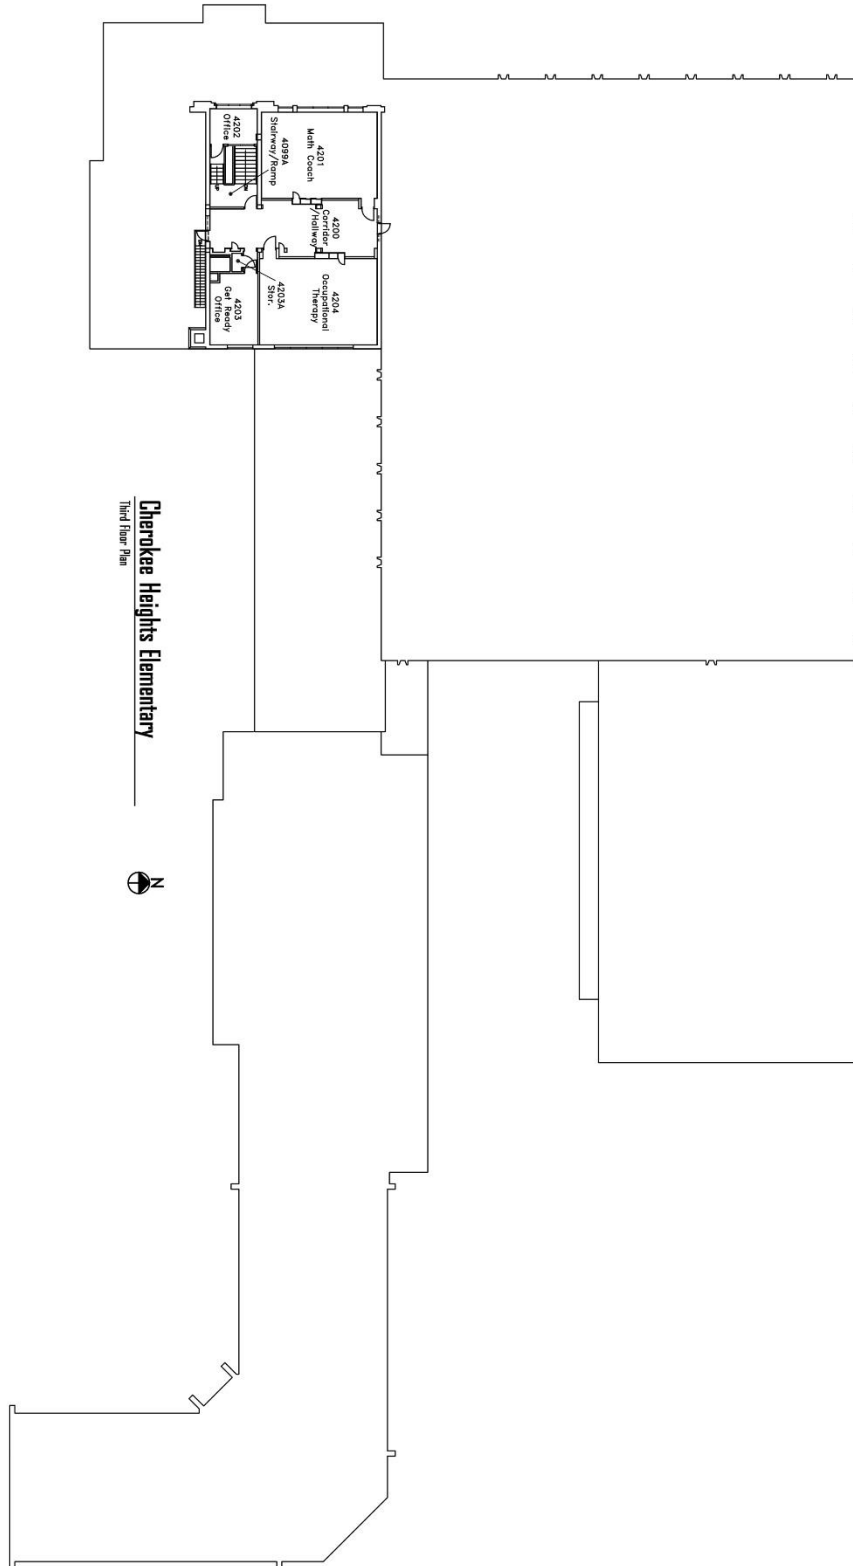 4202
Office
4099A
Stairway/Ramp
4201
Math Coach
4200
Corridor
/Hallway
4203
Get Ready
Office
4203A
Stor.
4204
Occupational
Therapy
Cherokee Heights Elementary
Third Floor Plan
N